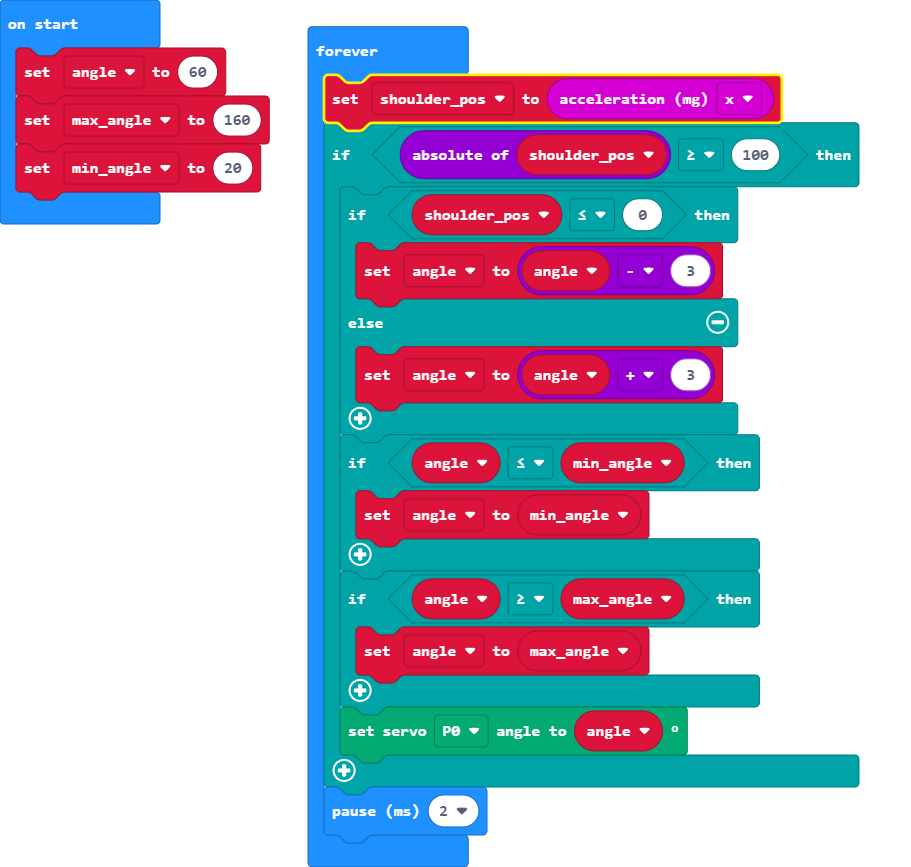 on start
set angle to 60
set max_angle to 160
set min_angle to 20
forever
set shoulder_pos to acceleration (mg) x
if absolute of shoulder_pos ≥ 100 then
if shoulder_pos ≤ 0 then
set angle to angle - 3
else
set angle to angle + 3
if angle ≤ min_angle then
set angle to min_angle
if angle ≥ max_angle then
set angle to max_angle
set servo P0 angle to angle °
pause (ms) 2